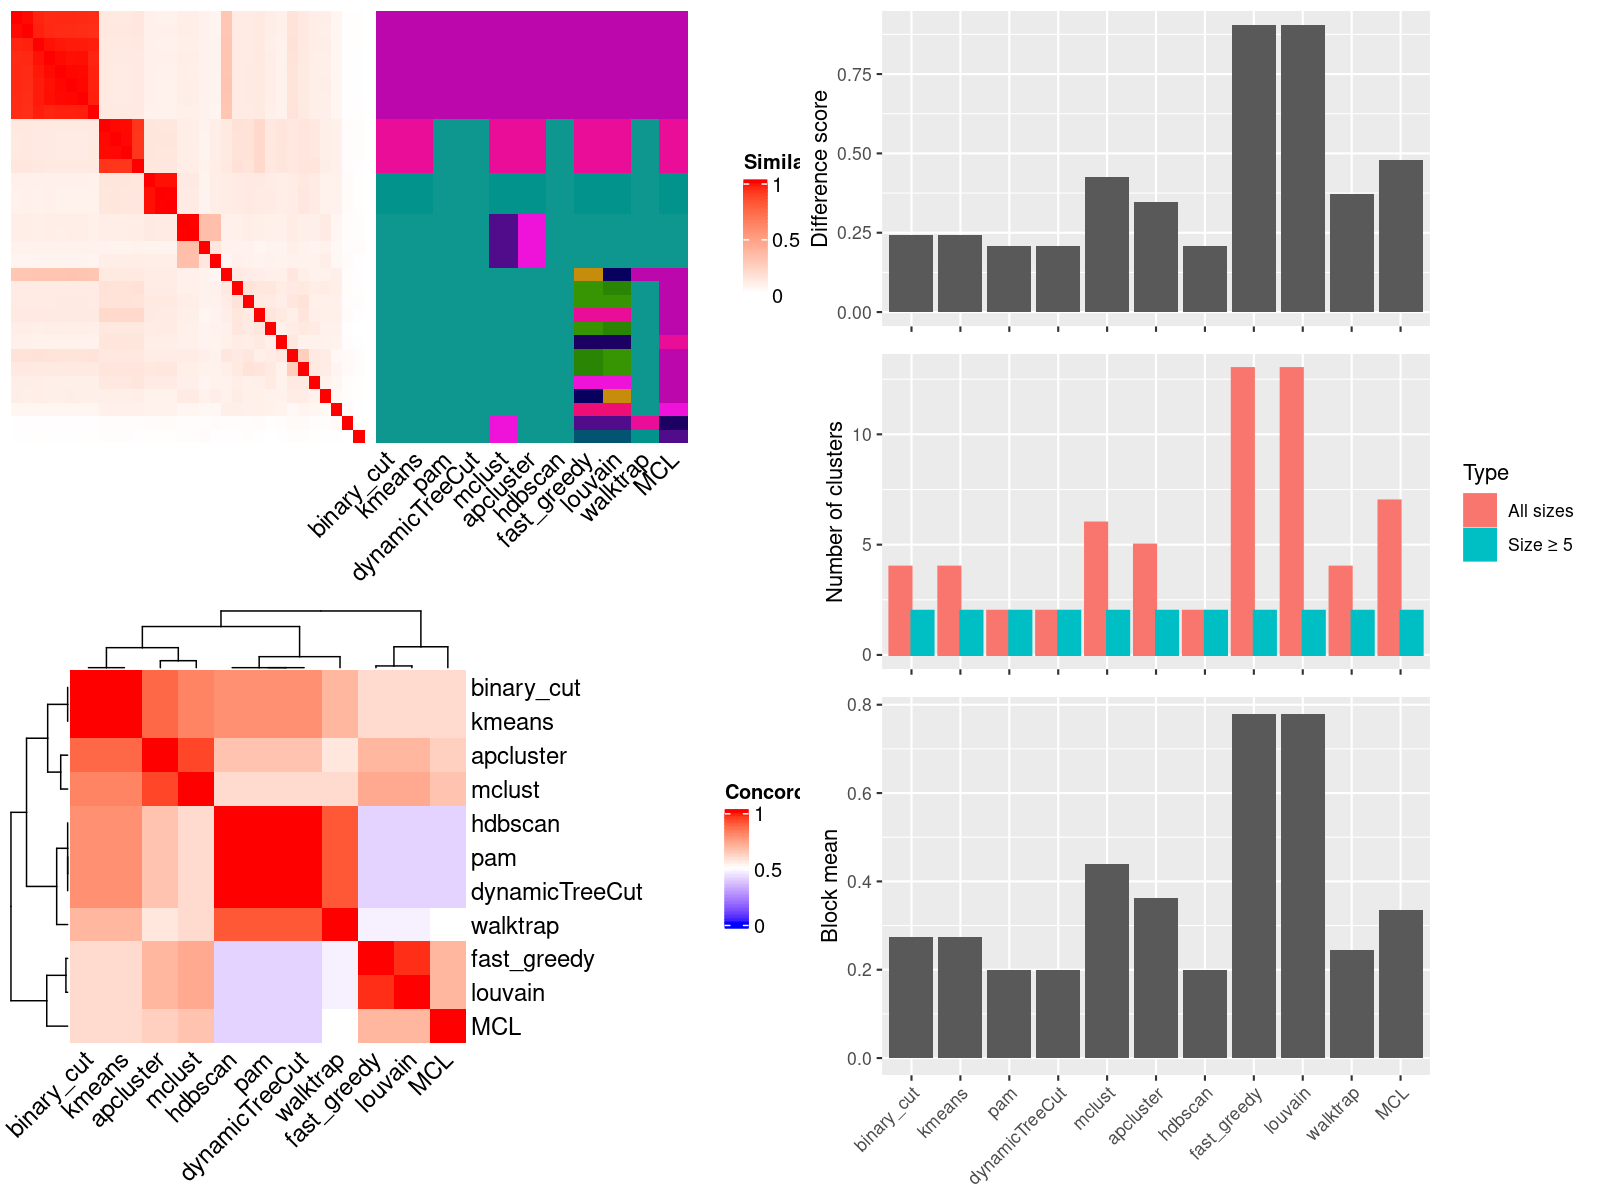 Simila
1
0.5
0
binary_cut
kmeans
pam
dynamicTreeCut
mclust
apcluster
hdbscan
fast_greedy
louvain
walktrap
MCL
Difference score
0.75
0.50
0.25
0.00
Number of clusters
10
5
0
Type
All sizes
Size ≥ 5
Block mean
0.8
0.6
0.4
0.2
0.0
binary_cut
kmeans
pam
dynamicTreeCut
mclust
apcluster
hdbscan
fast_greedy
louvain
walktrap
MCL
binary_cut
kmeans
apcluster
mclust
hdbscan
pam
dynamicTreeCut
walktrap
fast_greedy
louvain
MCL
Concord
1
0.5
0
binary_cut
kmeans
apcluster
mclust
hdbscan
pam
dynamicTreeCut
walktrap
fast_greedy
louvain
MCL